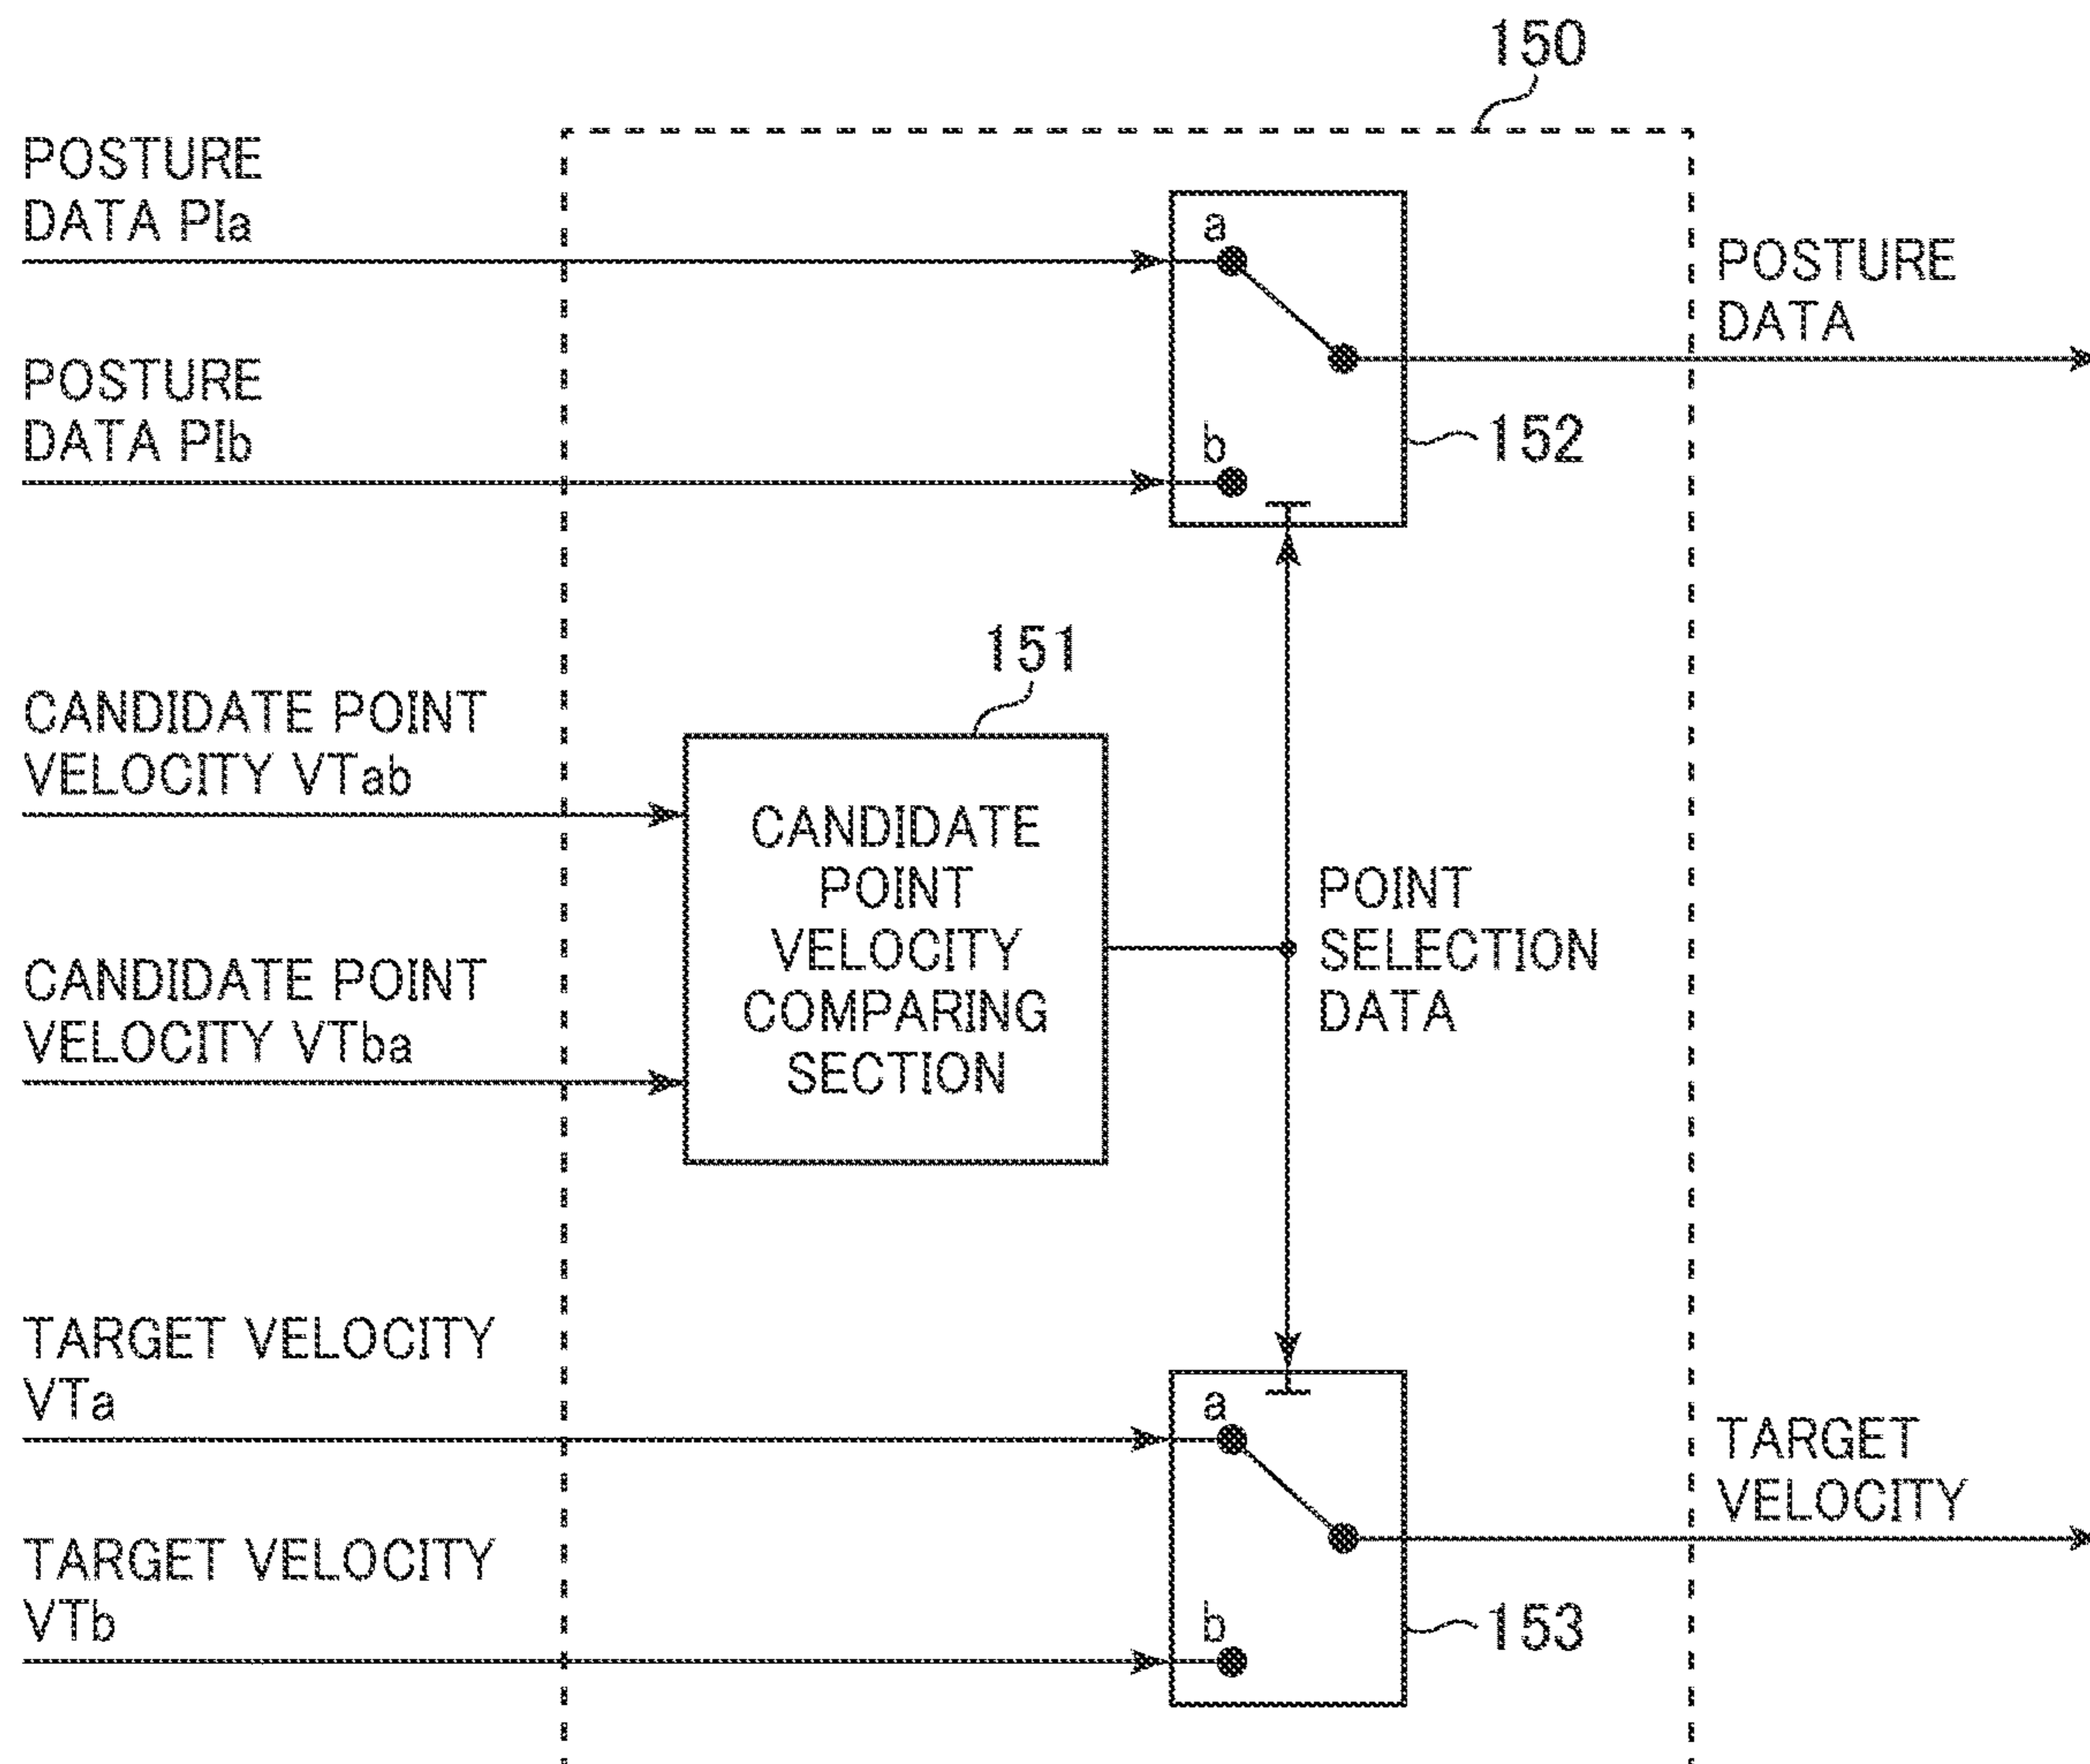 150
POSTURE
DATA PIa
a
POSTURE
DATA
POSTURE
DATA PIb
b
152
151
CANDIDATE POINT
VELOCITY VTab
CANDIDATE
POINT
VELOCITY
COMPARING
SECTION
POINT
SELECTION
DATA
CANDIDATE POINT
VELOCITY VTba
TARGET VELOCITY
VTa
a
TARGET
VELOCITY
TARGET VELOCITY
VTb
b
153